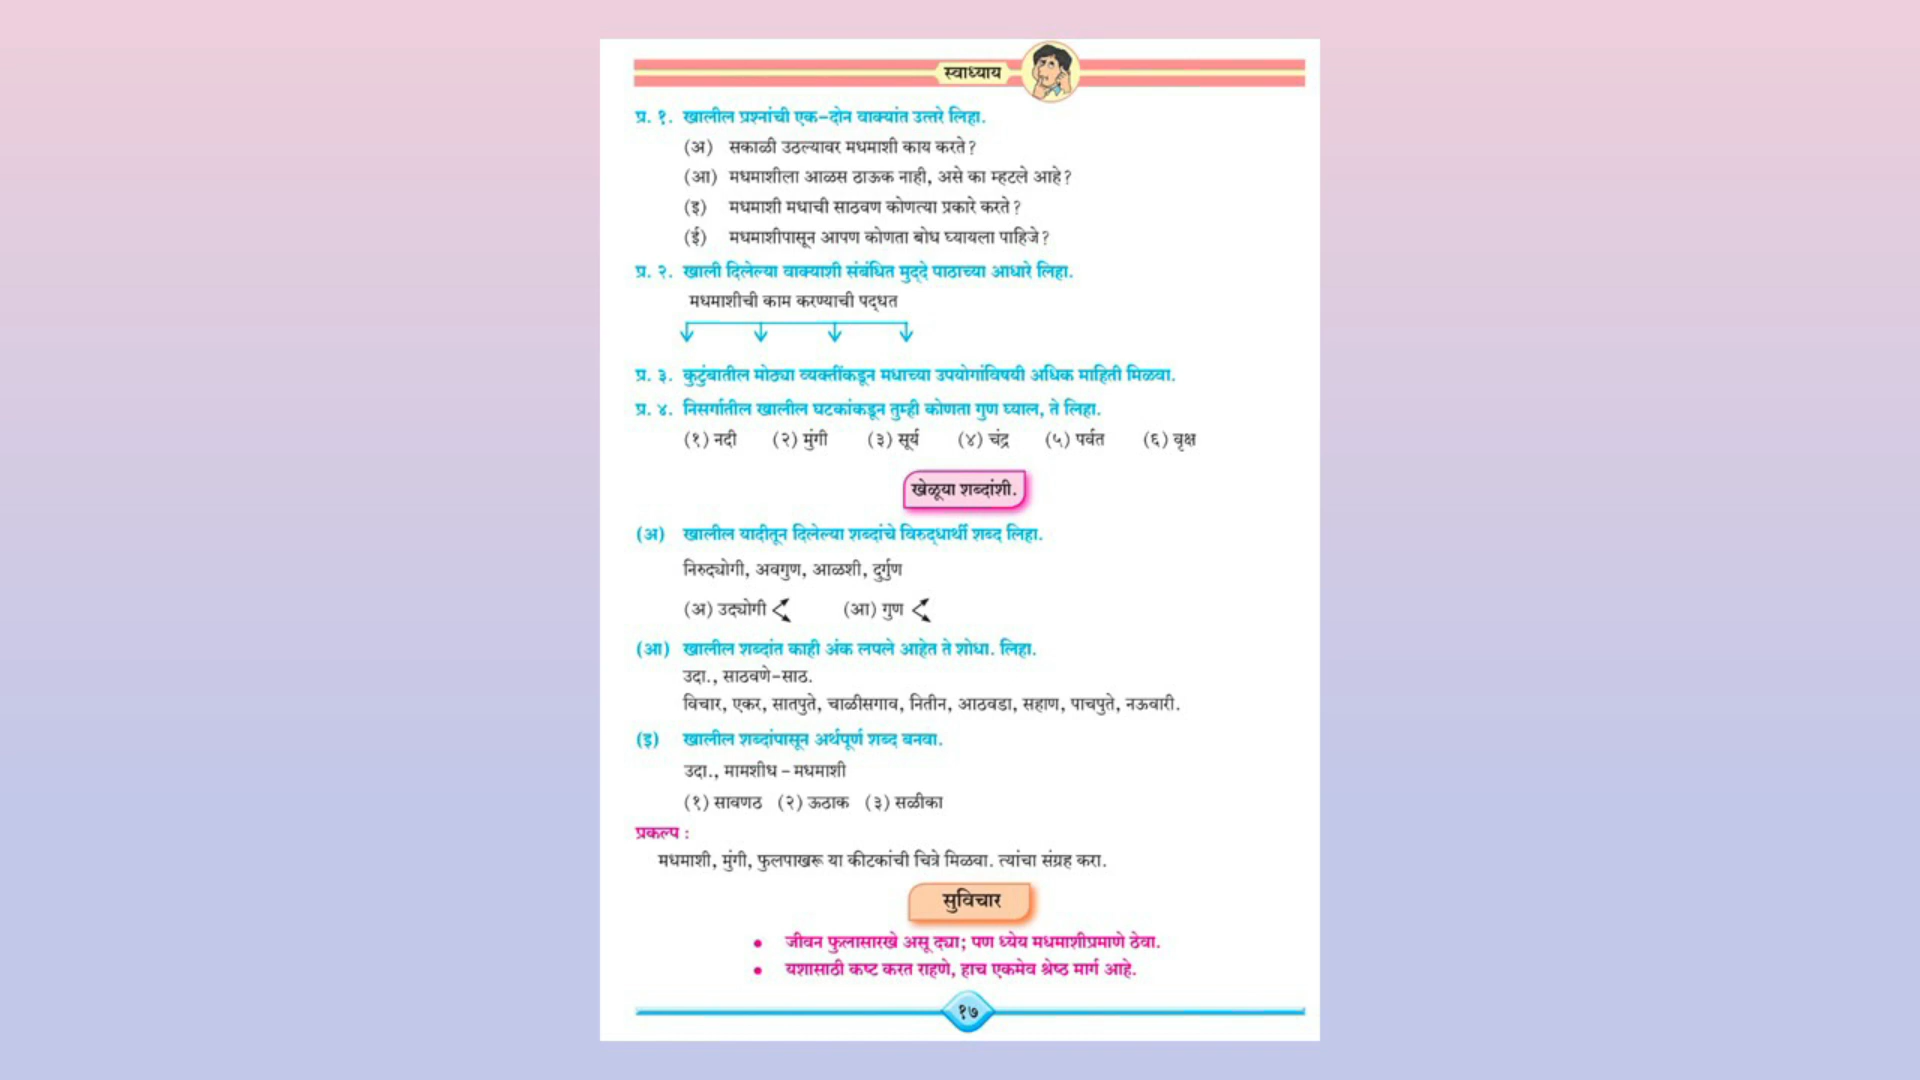 स्वाध्याय
प्र. १. खालील प्रश्नांची एक-दोन वाक्यांत उत्तरे लिहा.
(अ) सकाळी उठल्यावर मधमाशी काय करते?
(आ) मधमाशीला आळस ठाऊक नाही, असे का म्हटले आहे?
(इ) मधमाशी मधाची साठवण कोणत्या प्रकारे करते?
(ई) मधमाशीपासून आपण कोणता बोध घ्यायला पाहिजे?
प्र. २. खाली दिलेल्या वाक्याशी संबंधित मुद्‌दे पाठाच्या आधारे लिहा.
मधमाशीची काम करण्याची पद्‌धत
प्र. ३. कुटुंबातील मोठ्या व्यक्तींकडून मधाच्या उपयोगांविषयी अधिक माहिती मिळवा.
प्र. ४. निसर्गातील खालील घटकांकडून तुम्ही कोणता गुण घ्याल, ते लिहा.
(१) नदी (२) मुंगी (३) सूर्य (४) चंद्र (५) पर्वत (६) वृक्ष
खेळूया शब्दांशी.
(अ) खालील यादीतून दिलेल्या शब्दांचे विरुद्‌धार्थी शब्द लिहा.
निरुद्योगी, अवगुण, आळशी, दुर्गुण
(अ) उद्योगी (आ) गुण
(आ) खालील शब्दांत काही अंक लपले आहेत ते शोधा. लिहा.
उदा., साठवणे-साठ.
विचार, एकर, सातपुते, चाळीसगाव, नितीन, आठवडा, सहाण, पाचपुते, नऊवारी.
(इ) खालील शब्दांपासून अर्थपूर्ण शब्द बनवा.
उदा., मामशीध - मधमाशी
(१) सावणठ (२) ऊठाक (३) सळीका
प्रकल्प :
मधमाशी, मुंगी, फुलपाखरू या कीटकांची चित्रे मिळवा. त्यांचा संग्रह करा.
सुविचार
• जीवन फुलासारखे असू द्या; पण ध्येय मधमाशीप्रमाणे ठेवा.
• यशासाठी कष्ट करत राहणे, हाच एकमेव श्रेष्ठ मार्ग आहे.
१७